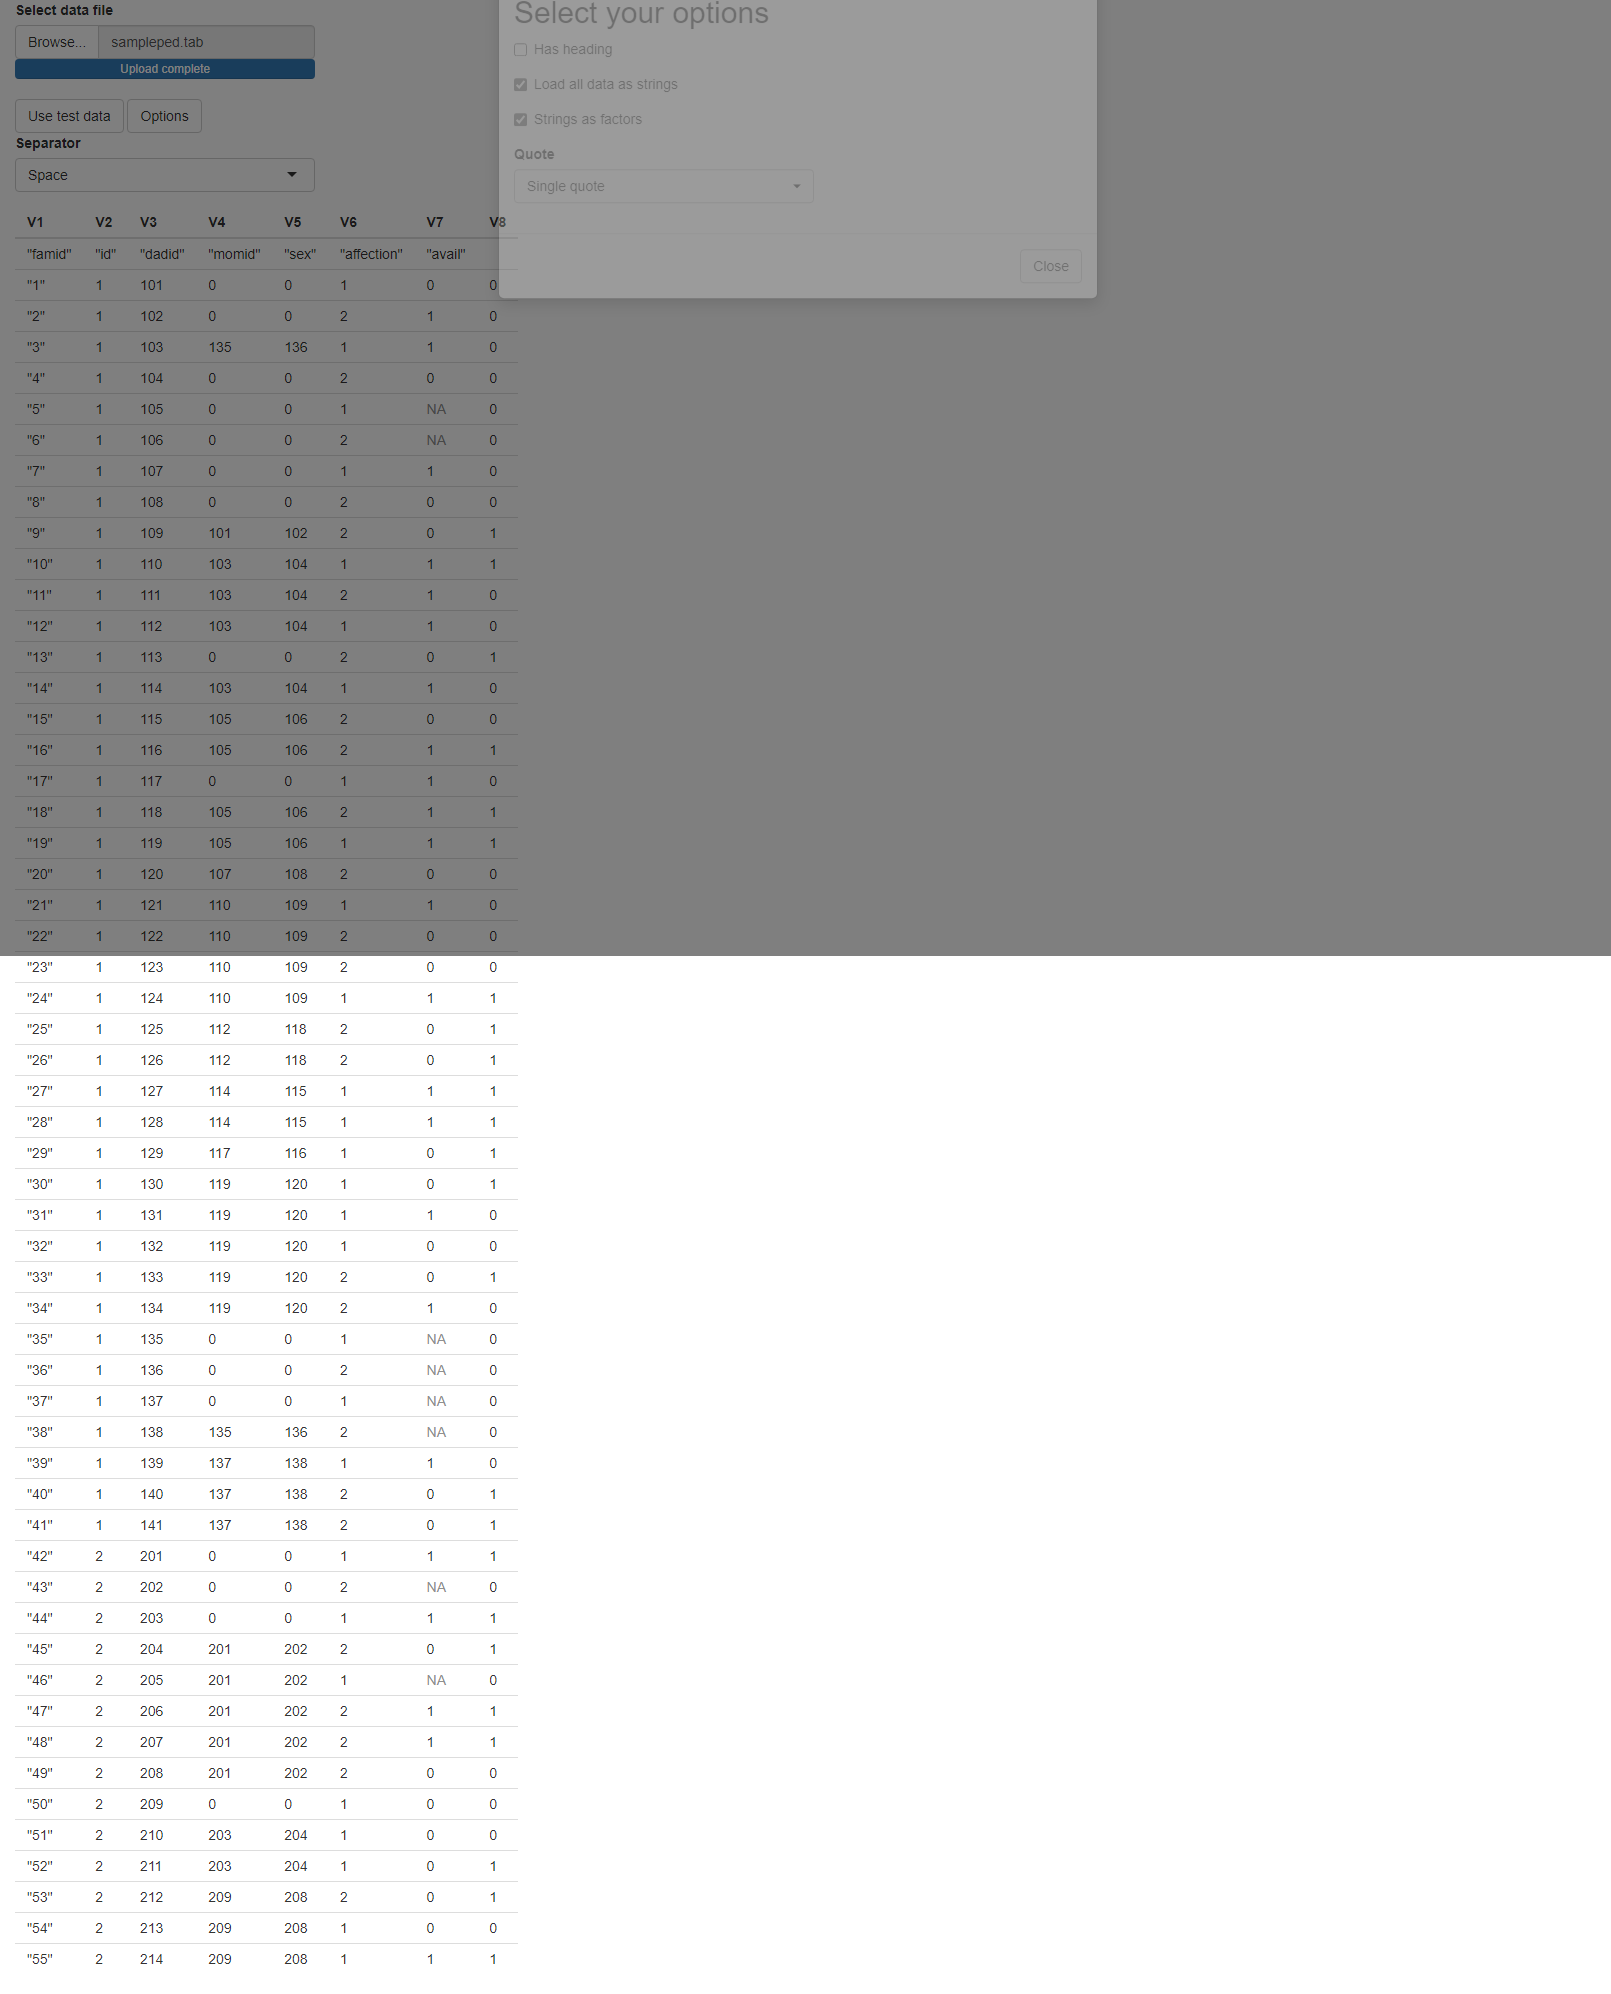 Select data file
Browse... sampleped.tab
Upload complete
Use test data Options
Separator
Space
Select your options
Has heading
Load all data as strings
Strings as factors
Quote
Single quote
Close
V1 V2 V3 V4 V5 V6 V7 V8
"famid" "id" "dadid" "momid" "sex" "affection" "avail"
"1" 1 101 0 0 1 0 0
"2" 1 102 0 0 2 1 0
"3" 1 103 135 136 1 1 0
"4" 1 104 0 0 2 0 0
"5" 1 105 0 0 1 NA 0
"6" 1 106 0 0 2 NA 0
"7" 1 107 0 0 1 1 0
"8" 1 108 0 0 2 0 0
"9" 1 109 101 102 2 0 1
"10" 1 110 103 104 1 1 1
"11" 1 111 103 104 2 1 0
"12" 1 112 103 104 1 1 0
"13" 1 113 0 0 2 0 1
"14" 1 114 103 104 1 1 0
"15" 1 115 105 106 2 0 0
"16" 1 116 105 106 2 1 1
"17" 1 117 0 0 1 1 0
"18" 1 118 105 106 2 1 1
"19" 1 119 105 106 1 1 1
"20" 1 120 107 108 2 0 0
"21" 1 121 110 109 1 1 0
"22" 1 122 110 109 2 0 0
"23" 1 123 110 109 2 0 0
"24" 1 124 110 109 1 1 1
"25" 1 125 112 118 2 0 1
"26" 1 126 112 118 2 0 1
"27" 1 127 114 115 1 1 1
"28" 1 128 114 115 1 1 1
"29" 1 129 117 116 1 0 1
"30" 1 130 119 120 1 0 1
"31" 1 131 119 120 1 1 0
"32" 1 132 119 120 1 0 0
"33" 1 133 119 120 2 0 1
"34" 1 134 119 120 2 1 0
"35" 1 135 0 0 1 NA 0
"36" 1 136 0 0 2 NA 0
"37" 1 137 0 0 1 NA 0
"38" 1 138 135 136 2 NA 0
"39" 1 139 137 138 1 1 0
"40" 1 140 137 138 2 0 1
"41" 1 141 137 138 2 0 1
"42" 2 201 0 0 1 1 1
"43" 2 202 0 0 2 NA 0
"44" 2 203 0 0 1 1 1
"45" 2 204 201 202 2 0 1
"46" 2 205 201 202 1 NA 0
"47" 2 206 201 202 2 1 1
"48" 2 207 201 202 2 1 1
"49" 2 208 201 202 2 0 0
"50" 2 209 0 0 1 0 0
"51" 2 210 203 204 1 0 0
"52" 2 211 203 204 1 0 1
"53" 2 212 209 208 2 0 1
"54" 2 213 209 208 1 0 0
"55" 2 214 209 208 1 1 1